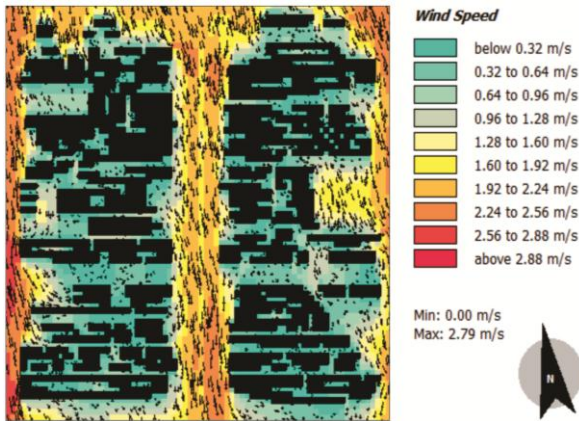 Wind Speed
below 0.32 m/s
0.32 to 0.64 m/s
0.64 to 0.96 m/s
0.96 to 1.28 m/s
1.28 to 1.60 m/s
1.60 to 1.92 m/s
1.92 to 2.24 m/s
2.24 to 2.56 m/s
2.56 to 2.88 m/s
above 2.88 m/s
Min: 0.00 m/s
Max: 2.79 m/s
N